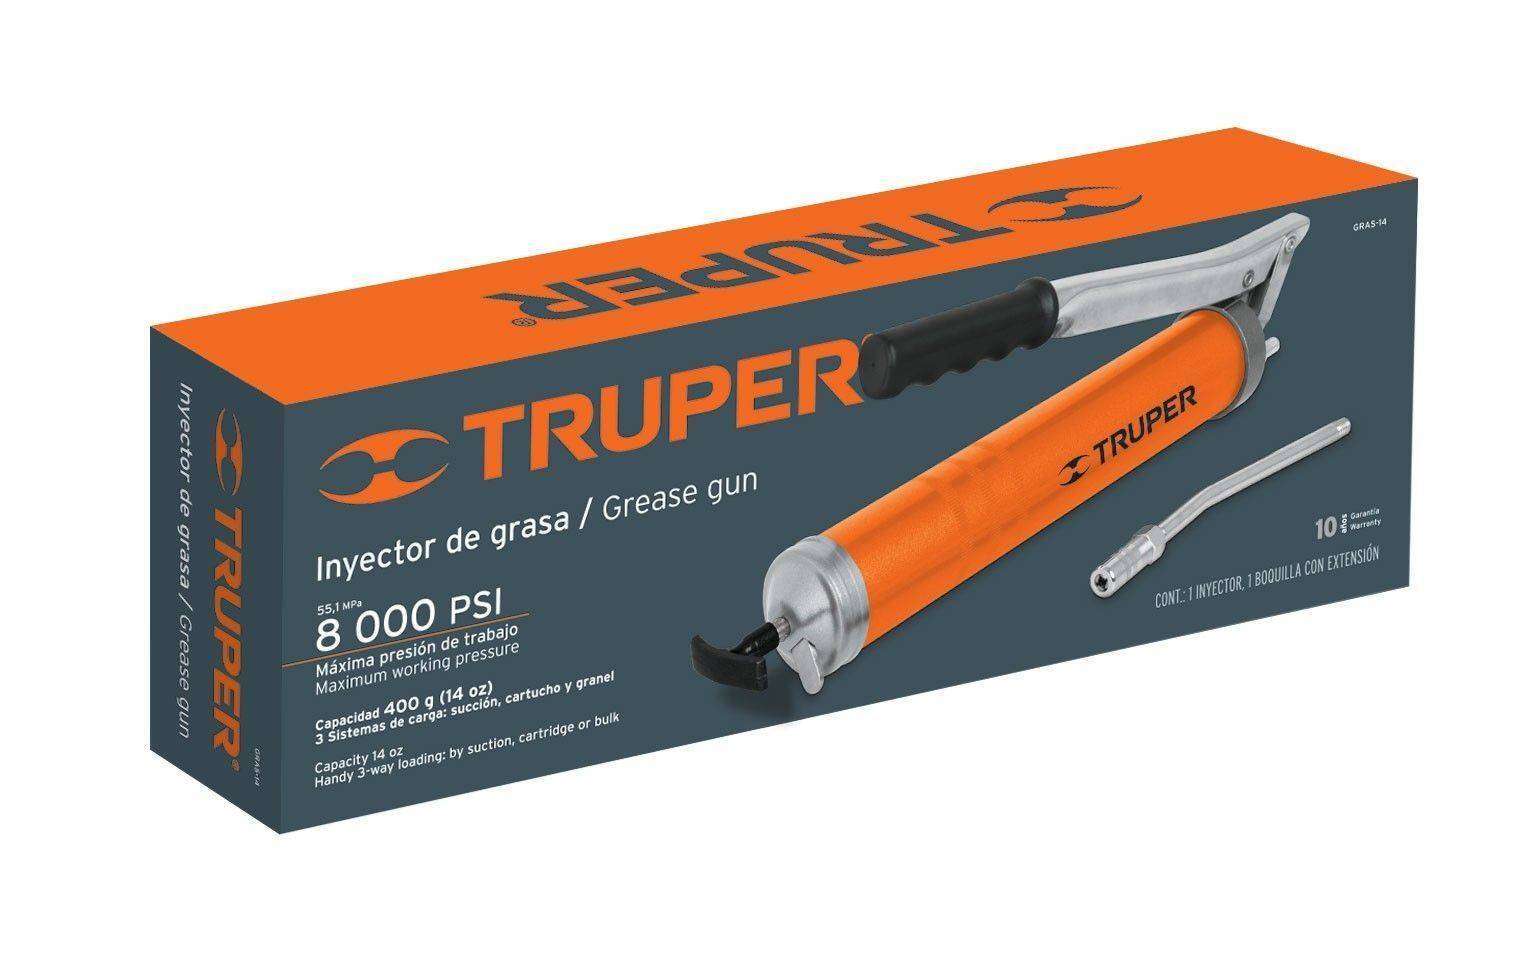 TRUPER®
GRAS-14
TRUPER
Inyector de grasa / Grease gun
55,1 MPa
8 000 PSI
Máxima presión de trabajo
Maximum working pressure
Capacidad 400 g (14 oz)
3 Sistemas de carga: succión, cartucho y granel
Capacity 14 oz
Handy 3-way loading: by suction, cartridge or bulk
TRUPER
10 años Garantía
Warranty
CONT.: 1 INYECTOR, 1 BOQUILLA CON EXTENSIÓN
Inyector de grasa / Grease gun
TRUPER®
GRAS-14